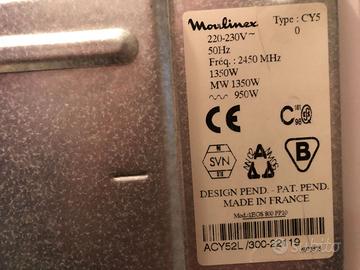 Moulinex
Type : CY5
0
220-230V ~
50Hz
Fréq. : 2450 MHz
1350W
MW 1350W
950W
CE
C
SVN
B
DESIGN PEND. - PAT. PEND.
MADE IN FRANCE
ACY52L /300-22119
subito